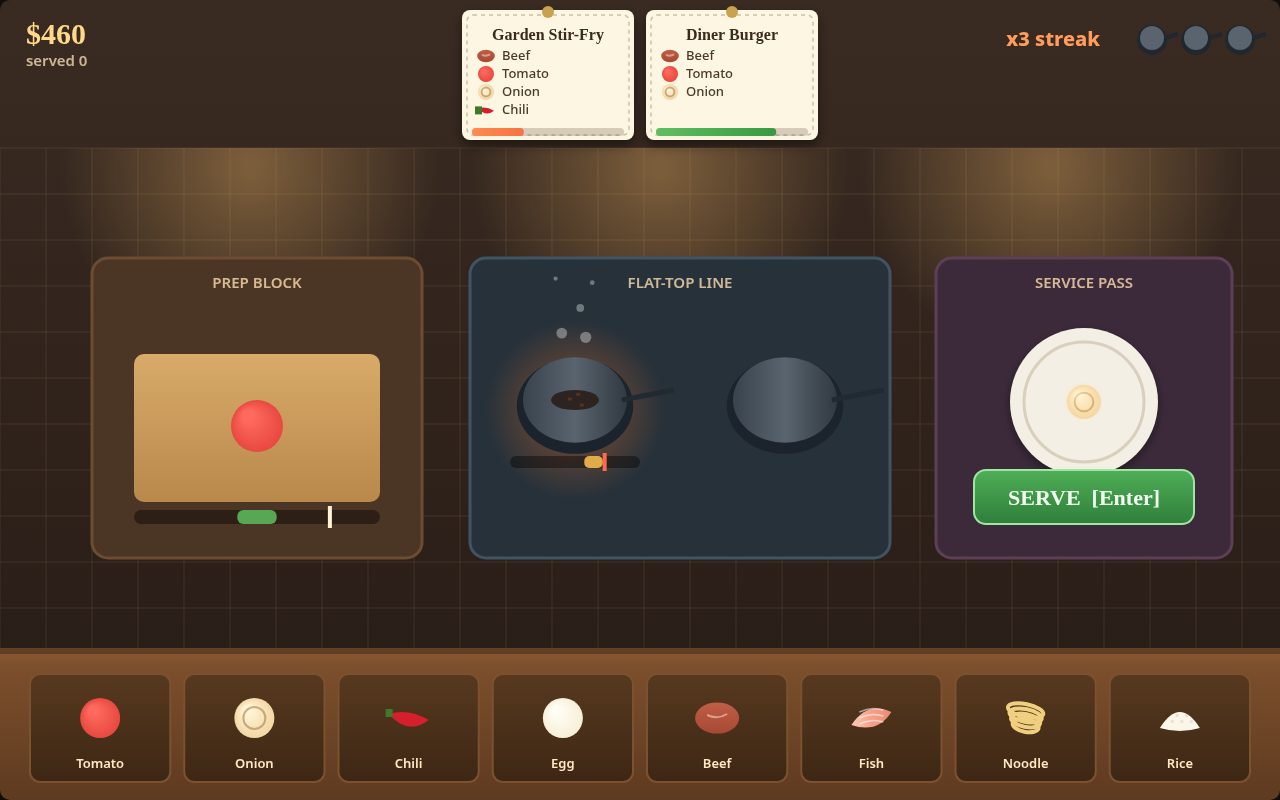 $460
served 0
Garden Stir-Fry
Beef
Tomato
Onion
Chili
Diner Burger
Beef
Tomato
Onion
x3 streak
PREP BLOCK
FLAT-TOP LINE
SERVICE PASS
SERVE [Enter]
Tomato
Onion
Chili
Egg
Beef
Fish
Noodle
Rice